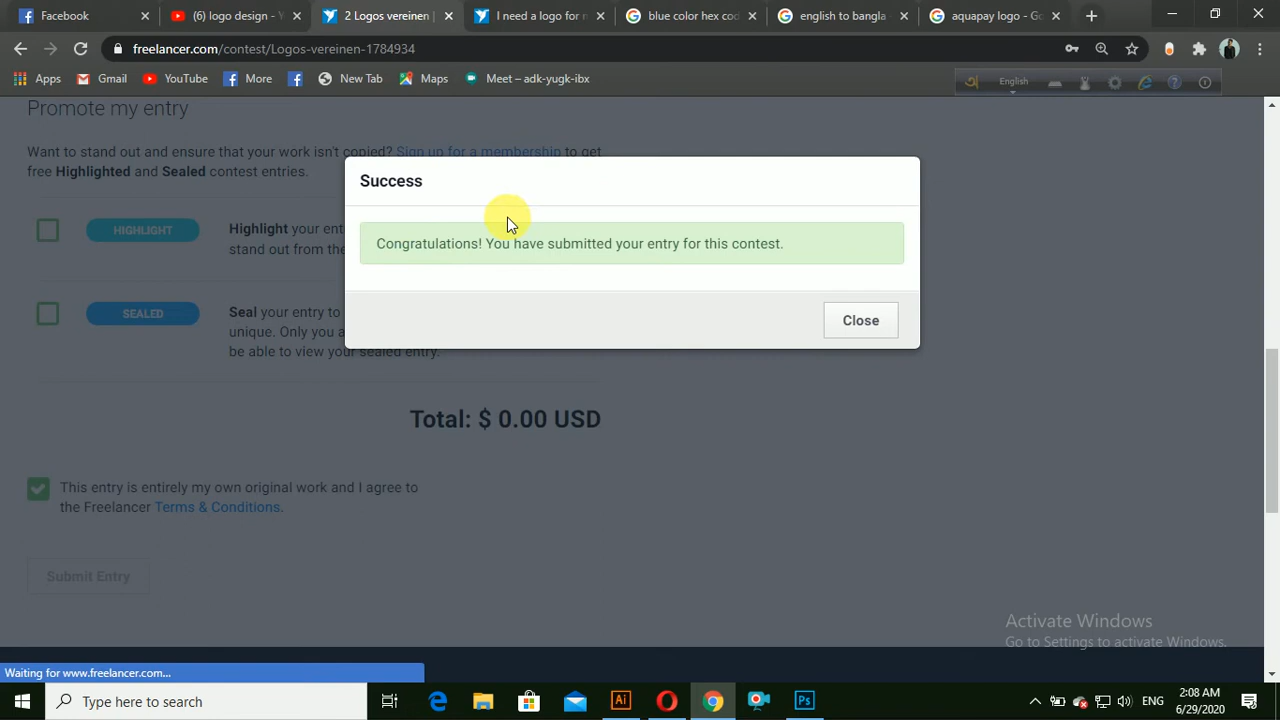 Facebook
(6) logo design - Y
2 Logos vereinen |
I need a logo for n
blue color hex cod
english to bangla
aquapay logo - Go
freelancer.com/contest/Logos-vereinen-1784934
Apps
Gmail
YouTube
More
New Tab
Maps
Meet – adk-yugk-ibx
English
Promote my entry
Want to stand out and ensure that your work isn't copied? Sign up for a membership to get
free Highlighted and Sealed contest entries.
HIGHLIGHT
Highlight your ent
stand out from the
SEALED
Seal your entry to
unique. Only you a
be able to view your sealed entry.
Success
Congratulations! You have submitted your entry for this contest.
Close
Total: $ 0.00 USD
This entry is entirely my own original work and I agree to
the Freelancer Terms & Conditions.
Submit Entry
Activate Windows
Go to Settings to activate Windows.
Waiting for www.freelancer.com...
Type here to search
Ai
Ps
ENG
2:08 AM
6/29/2020